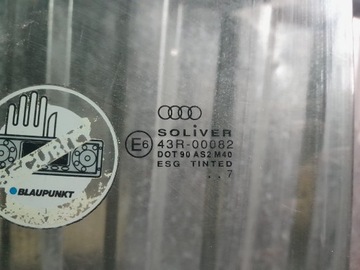 SOLIVER
E6 43R-00082
DOT 90 AS2 M40
ESG TINTED
. . 7
BLAUPUNKT